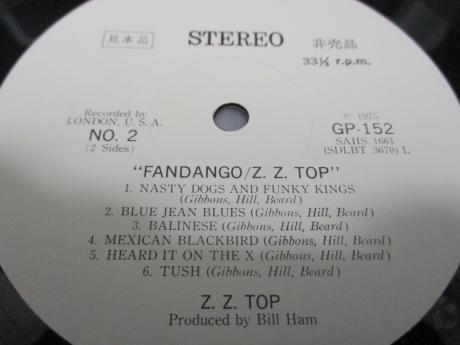 見本品
STEREO
非売品
33⅓ r.p.m.
Recorded by
LONDON, U. S. A.
NO. 2
(2 Sides)
℗ 1975
GP-152
SAHS 1661
(SDLBT 3670) 1.
"FANDANGO/Z. Z. TOP"
1. NASTY DOGS AND FUNKY KINGS
(Gibbons, Hill, Beard)
2. BLUE JEAN BLUES (Gibbons, Hill, Beard)
3. BALINESE (Gibbons, Hill, Beard)
4. MEXICAN BLACKBIRD (Gibbons, Hill, Beard)
5. HEARD IT ON THE X (Gibbons, Hill, Beard)
6. TUSH (Gibbons, Hill, Beard)
Z. Z. TOP
Produced by Bill Ham